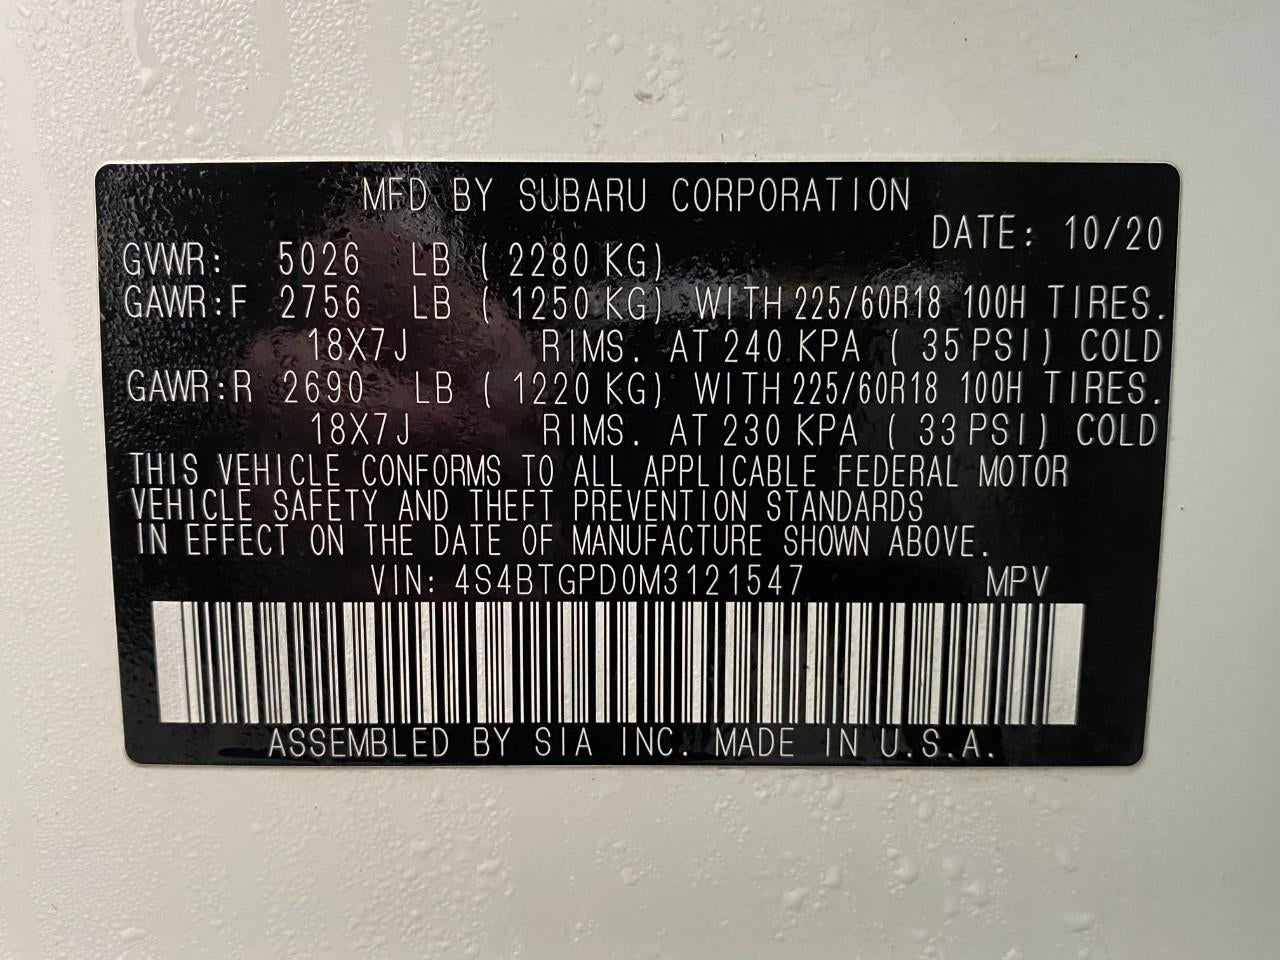 MFD BY SUBARU CORPORATION
DATE: 10/20
GVWR: 5026 LB ( 2280 KG)
GAWR:F 2756 LB ( 1250 KG) WITH 225/60R18 100H TIRES.
18X7J RIMS. AT 240 KPA ( 35 PSI) COLD
GAWR:R 2690 LB ( 1220 KG) WITH 225/60R18 100H TIRES.
18X7J RIMS. AT 230 KPA ( 33 PSI) COLD
THIS VEHICLE CONFORMS TO ALL APPLICABLE FEDERAL MOTOR
VEHICLE SAFETY AND THEFT PREVENTION STANDARDS
IN EFFECT ON THE DATE OF MANUFACTURE SHOWN ABOVE.
VIN: 4S4BTGPD0M3121547 MPV
ASSEMBLED BY SIA INC. MADE IN U.S.A.